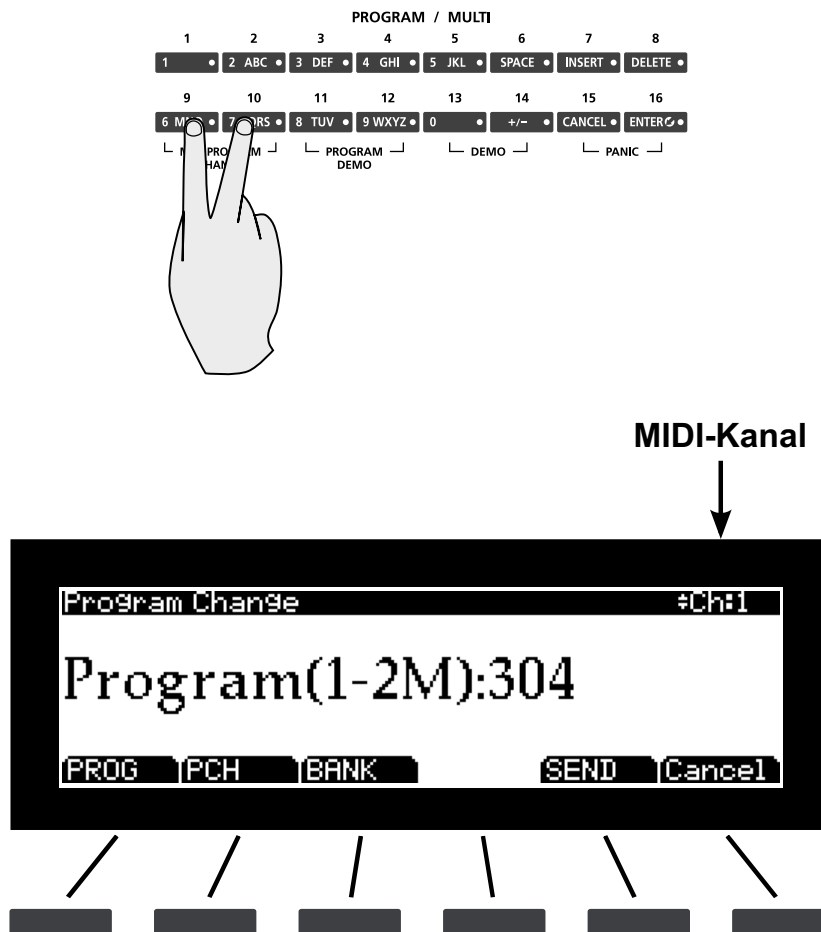 PROGRAM / MULTI
1 2 3 4 5 6 7 8
1 2 ABC 3 DEF 4 GHI 5 JKL SPACE INSERT DELETE
9 10 11 12 13 14 15 16
6 7 8 TUV 9 WXYZ 0 +/- CANCEL ENTER
PROGRAM DEMO PANIC
DEMO
MIDI-Kanal
Program Change Ch:1
Program(1-2M):304
PROG PCH BANK SEND Cancel